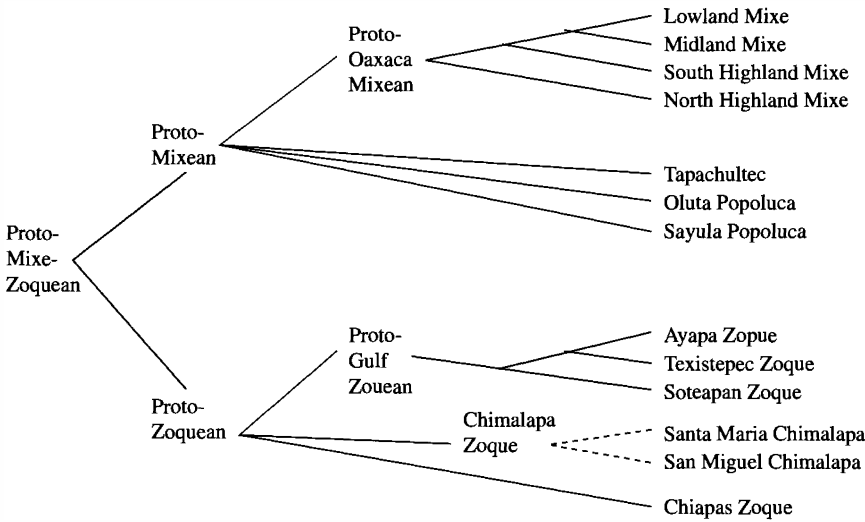 Lowland Mixe
Proto-
Oaxaca
Mixean
Midland Mixe
South Highland Mixe
North Highland Mixe
Proto-
Mixean
Tapachultec
Oluta Popoluca
Sayula Popoluca
Proto-
Mixe-
Zoquean
Proto-
Gulf
Zouean
Ayapa Zopue
Texistepec Zoque
Soteapan Zoque
Proto-
Zoquean
Chimalapa
Zoque
Santa Maria Chimalapa
San Miguel Chimalapa
Chiapas Zoque